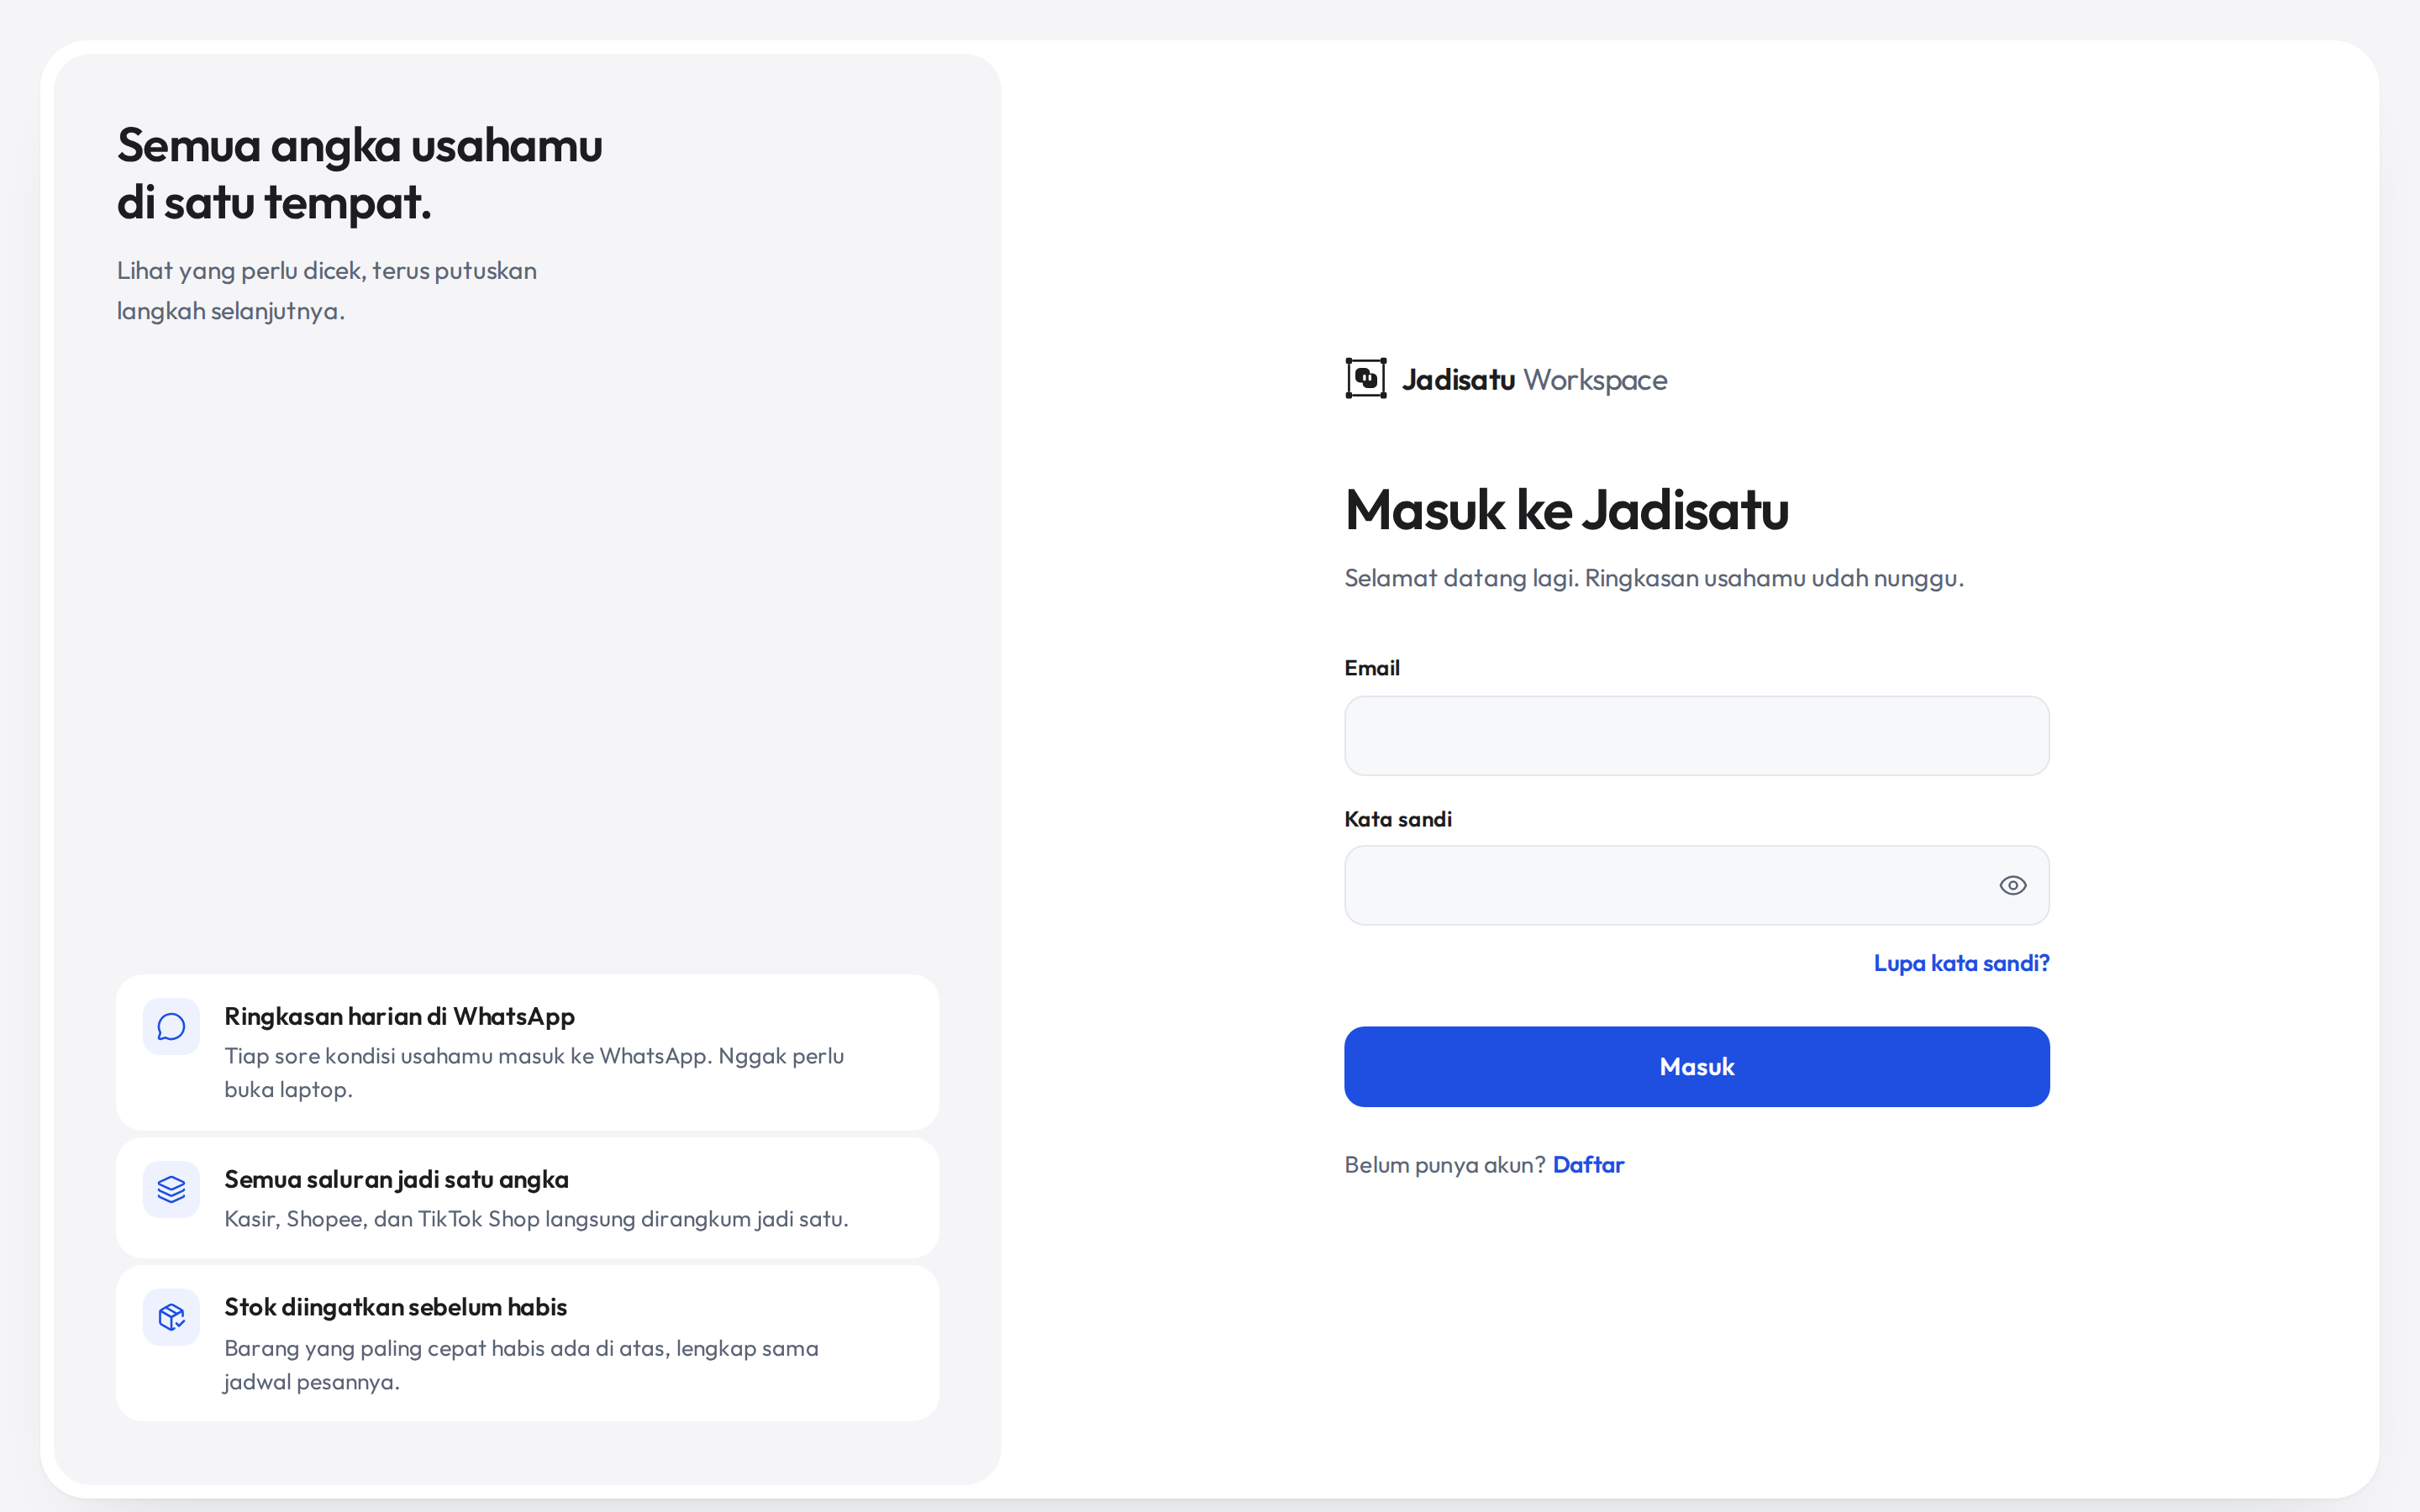 Semua angka usahamu
di satu tempat.
Lihat yang perlu dicek, terus putuskan
langkah selanjutnya.
Ringkasan harian di WhatsApp
Tiap sore kondisi usahamu masuk ke WhatsApp. Nggak perlu
buka laptop.
Semua saluran jadi satu angka
Kasir, Shopee, dan TikTok Shop langsung dirangkum jadi satu.
Stok diingatkan sebelum habis
Barang yang paling cepat habis ada di atas, lengkap sama
jadwal pesannya.
Jadisatu Workspace
Masuk ke Jadisatu
Selamat datang lagi. Ringkasan usahamu udah nunggu.
Email
Kata sandi
Lupa kata sandi?
Masuk
Belum punya akun? Daftar